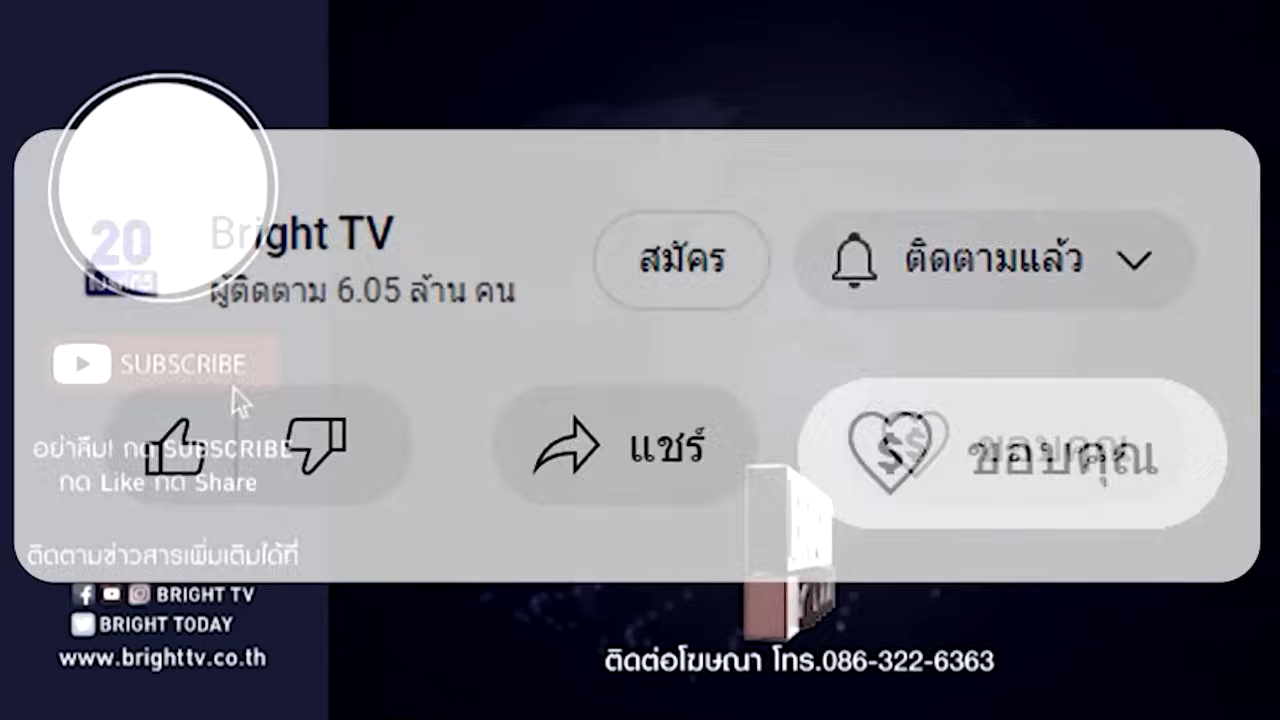 20
Bright TV
ผู้ติดตาม 6.05 ล้าน คน
สมัคร
ติดตามแล้ว
SUBSCRIBE
แชร์
ขอบคุณ
อย่าลืม! กด SUBSCRIBE
กด Like กด Share
ติดตามข่าวสารเพิ่มเติมได้ที่
BRIGHT TV
BRIGHT TODAY
www.brighttv.co.th
ติดต่อโฆษณา โทร.086-322-6363